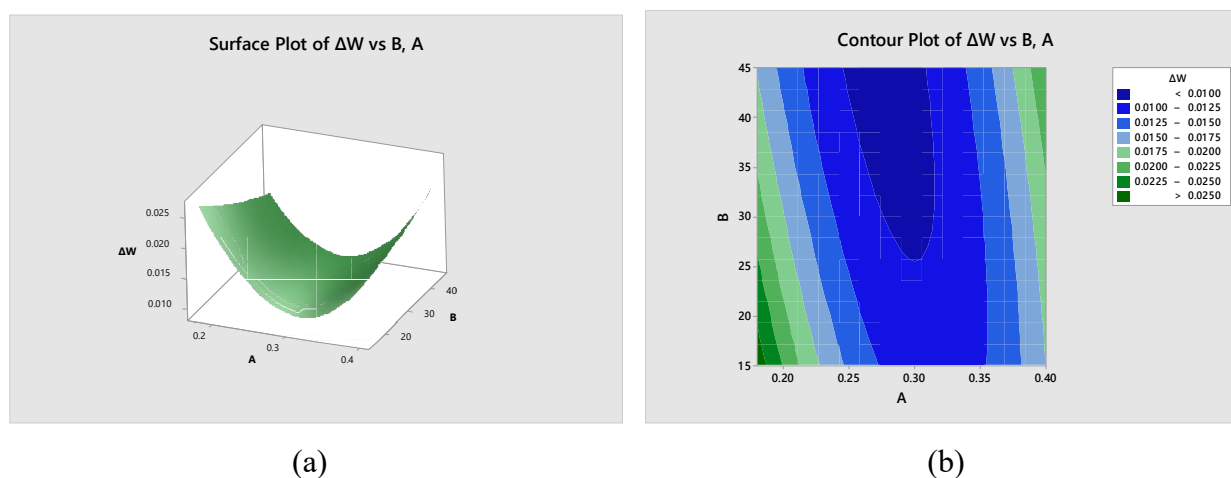 Surface Plot of ΔW vs B, A
0.025
0.020
ΔW
0.015
0.010
0.2
0.3
A
0.4
20
30
B
40
(a)
Contour Plot of ΔW vs B, A
45
40
35
B
30
25
20
15
0.20 0.25 0.30 0.35 0.40
A
ΔW
< 0.0100
0.0100 – 0.0125
0.0125 – 0.0150
0.0150 – 0.0175
0.0175 – 0.0200
0.0200 – 0.0225
0.0225 – 0.0250
> 0.0250
(b)